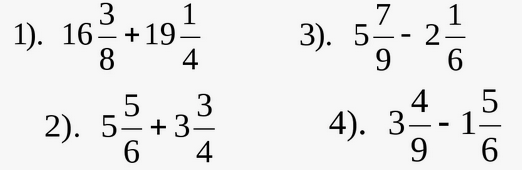 1). 16 3/8 + 19 1/4
3). 5 7/9 - 2 1/6
2). 5 5/6 + 3 3/4
4). 3 4/9 - 1 5/6